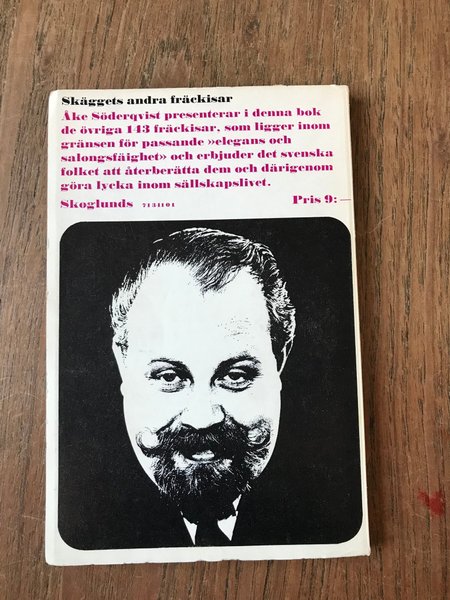 Skäggets andra fräckisar
Åke Söderqvist presenterar i denna bok
de övriga 143 fräckisar, som ligger inom
gränsen för passande »elegans och
salongsfäighet» och erbjuder det svenska
folket att återberätta dem och därigenom
göra lycka inom sällskapslivet.
Skoglunds 7134101 Pris 9:—